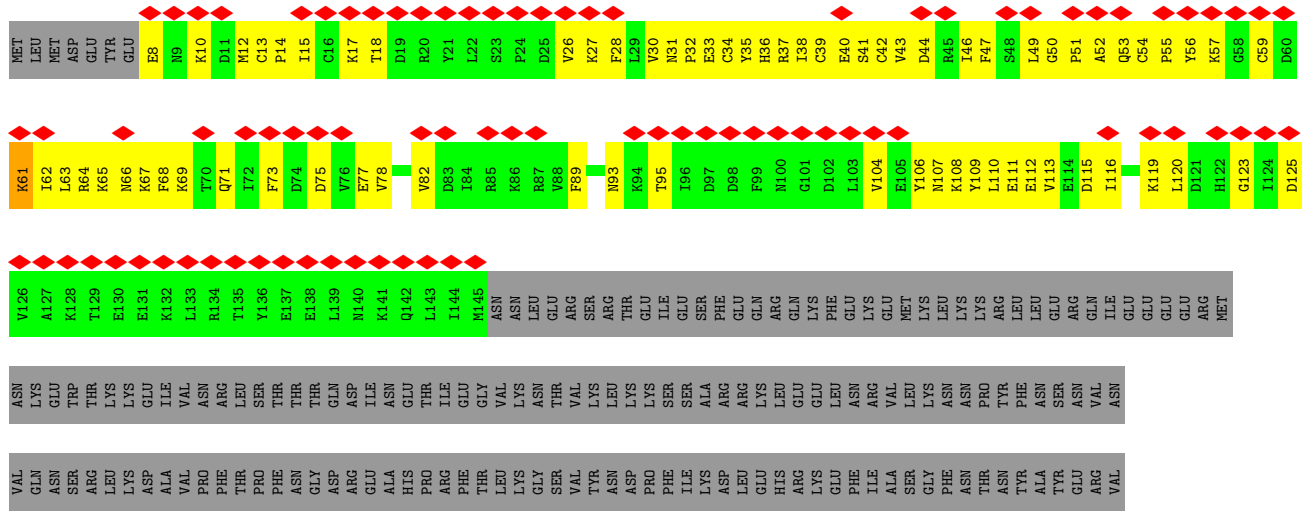 MET LEU MET ASP GLU TYR GLU E8 N9 K10 D11 M12 C13 P14 I15 C16 K17 T18 D19 R20 Y21 L22 S23 P24 D25 V26 K27 F28 L29 V30 N31 P32 E33 C34 Y35 H36 R37 I38 C39 E40 S41 C42 V43 D44 R45 I46 F47 S48 L49 G50 P51 A52 Q53 C54 P55 Y56 K57 G58 C59 D60
K61 I62 L63 R64 K65 N66 K67 F68 K69 T70 Q71 I72 F73 D74 D75 V76 E77 V78 V82 D83 I84 R85 K86 R87 V88 F89 N93 K94 T95 I96 D97 D98 F99 N100 G101 D102 L103 V104 E105 Y106 N107 K108 Y109 L110 E111 E112 V113 E114 D115 I116 K119 L120 D121 H122 G123 I124 D125
V126 A127 K128 T129 E130 E131 K132 L133 R134 T135 Y136 E137 E138 L139 N140 K141 Q142 L143 I144 M145 ASN ASN LEU GLU ARG SER ARG THR GLU ILE GLU SER PHE GLU GLN ARG GLN LYS PHE GLU LYS GLU MET LYS LEU LYS LYS ARG LEU LEU GLU ARG GLN ILE GLU GLU GLU GLU ARG MET
ASN LYS GLU TRP THR LYS LYS GLU ILE VAL ASN ARG LEU SER THR THR THR GLN ASP ILE ASN GLU THR ILE GLU GLY VAL LYS ASN THR VAL LYS LEU LYS LYS SER SER ALA ARG ARG LYS LEU GLU GLU LEU ASN ARG VAL LEU LYS ASN ASN PRO TYR PHE ASN SER ASN VAL ASN
VAL GLN ASN SER ARG LEU LYS ASP ALA VAL PRO PHE THR PRO PHE ASN GLY ASP ARG GLU ALA HIS PRO ARG PHE THR LEU LYS GLY SER VAL TYR ASN ASP PRO PHE ILE LYS ASP LEU GLU HIS ARG LYS GLU PHE ILE ALA SER GLY PHE ASN THR ASN TYR ALA TYR GLU ARG VAL